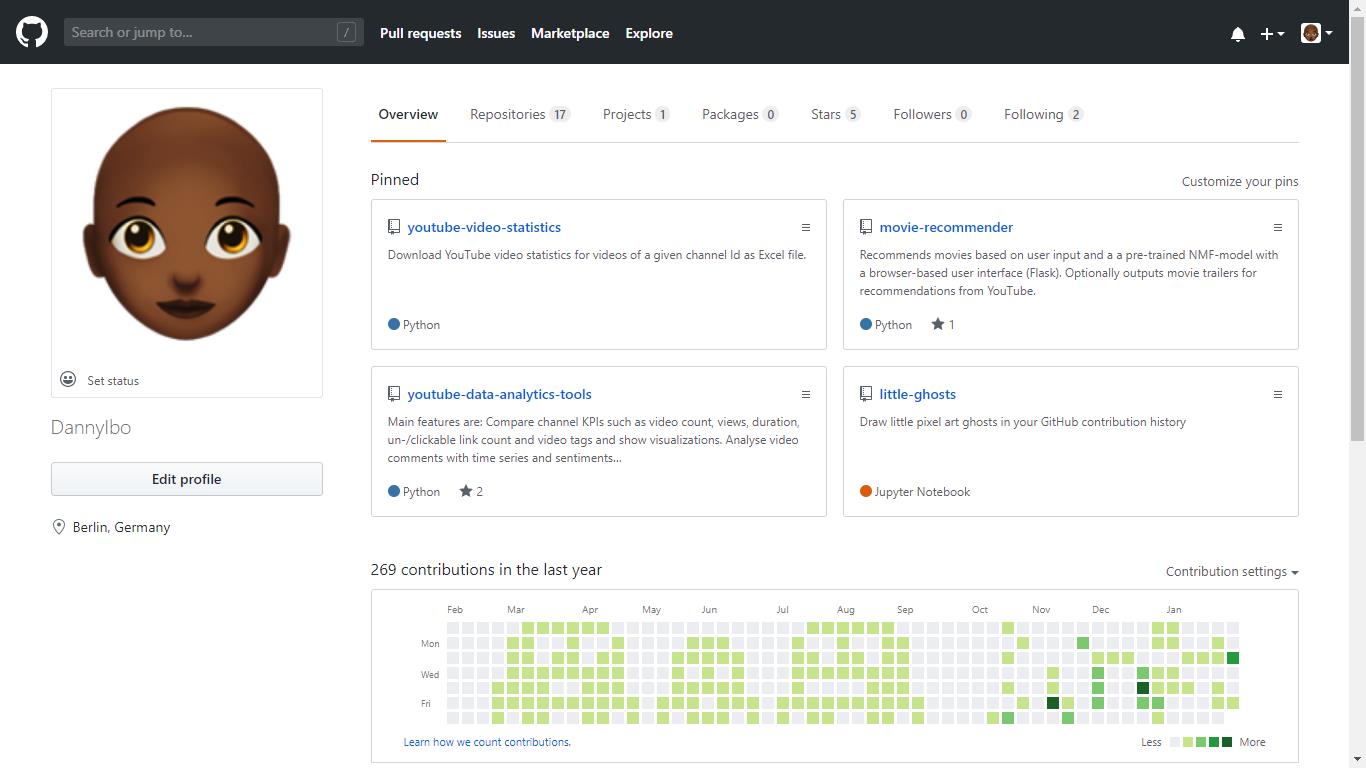 Search or jump to... /
Pull requests Issues Marketplace Explore
Overview Repositories 17 Projects 1 Packages 0 Stars 5 Followers 0 Following 2
Set status
DannyIbo
Edit profile
Berlin, Germany
Pinned Customize your pins
youtube-video-statistics
Download YouTube video statistics for videos of a given channel Id as Excel file.
Python
movie-recommender
Recommends movies based on user input and a a pre-trained NMF-model with
a browser-based user interface (Flask). Optionally outputs movie trailers for
recommendations from YouTube.
Python 1
youtube-data-analytics-tools
Main features are: Compare channel KPIs such as video count, views, duration,
un-/clickable link count and video tags and show visualizations. Analyse video
comments with time series and sentiments...
Python 2
little-ghosts
Draw little pixel art ghosts in your GitHub contribution history
Jupyter Notebook
269 contributions in the last year Contribution settings
Feb Mar Apr May Jun Jul Aug Sep Oct Nov Dec Jan
Mon
Wed
Fri
Learn how we count contributions. Less More